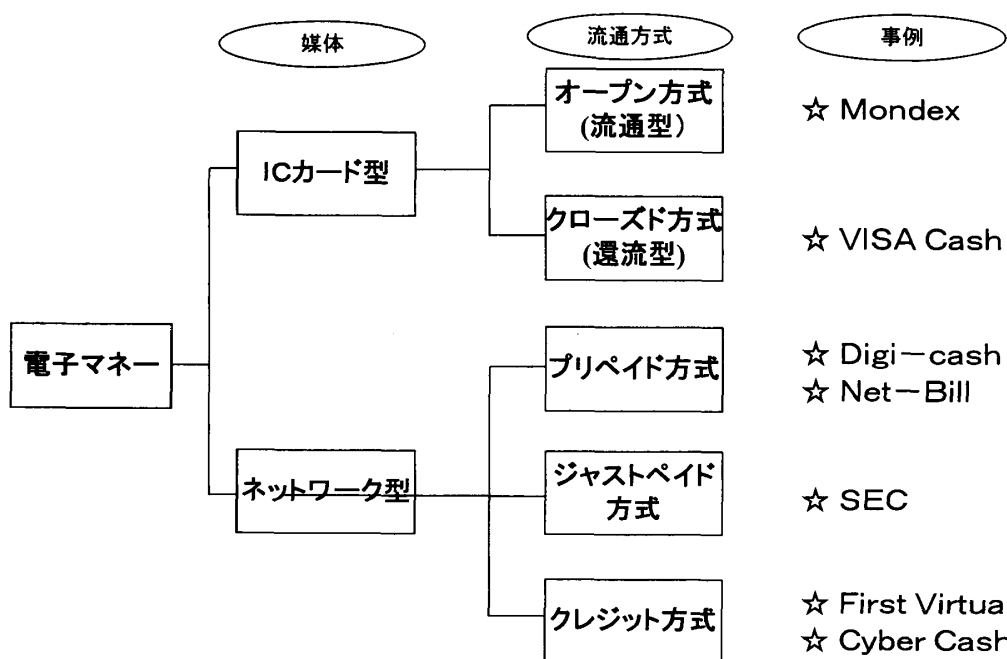 媒体
流通方式
事例
オープン方式
(流通型)
☆ Mondex
ICカード型
クローズド方式
(還流型)
☆ VISA Cash
電子マネー
プリペイド方式
☆ Digi－cash
☆ Net－Bill
ネットワーク型
ジャストペイド
方式
☆ SEC
クレジット方式
☆ First Virtua
☆ Cyber Cash